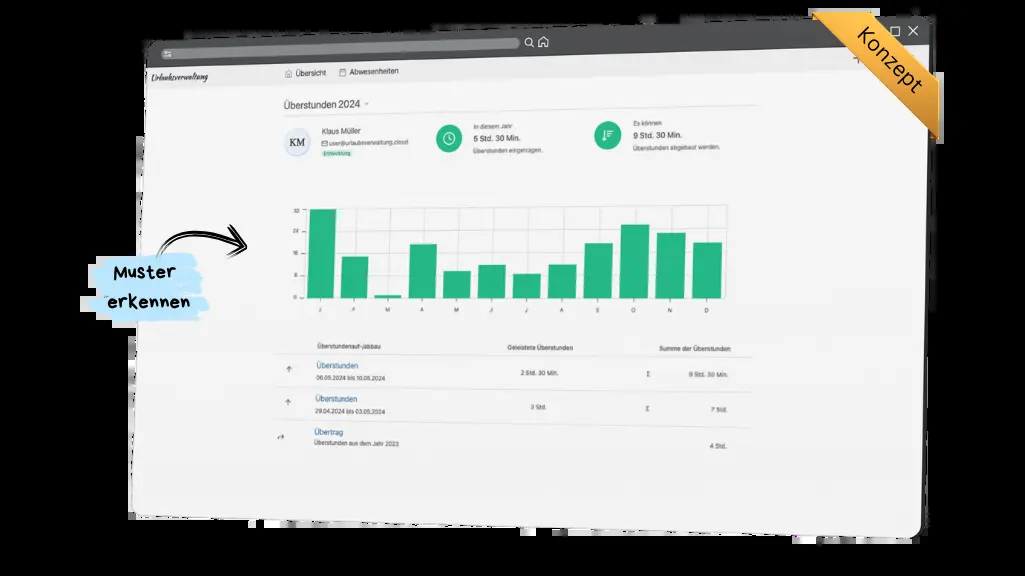 Konzept
Urlaubsverwaltung
Übersicht
Abwesenheiten
Überstunden 2024
KM
Klaus Müller
user@urlaubsverwaltung.cloud
Entwicklung
In diesem Jahr
5 Std. 30 Min.
Überstunden eingetragen.
Es können
9 Std. 30 Min.
Überstunden abgebaut werden.
Muster
erkennen
32
24
16
8
0
J F M A M J J A S O N D
Überstundenauf-/abbau Geleistete Überstunden Summe der Überstunden
Überstunden
06.05.2024 bis 10.05.2024
2 Std. 30 Min. Σ 9 Std. 30 Min.
Überstunden
29.04.2024 bis 03.05.2024
3 Std. Σ 7 Std.
Übertrag
Überstunden aus dem Jahr 2023
4 Std.